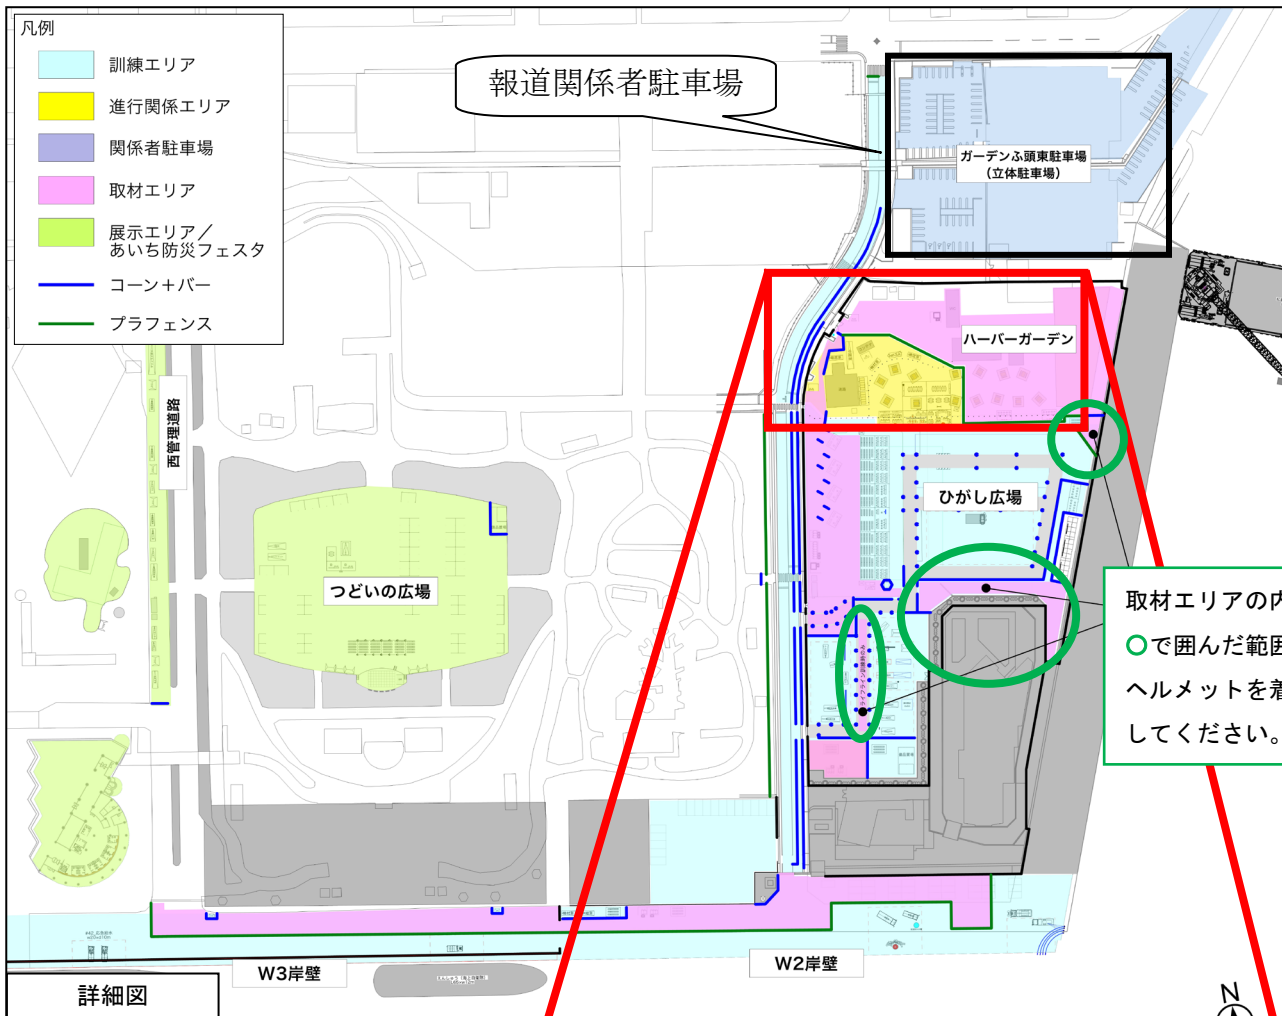 凡例
訓練エリア
進行関係エリア
関係者駐車場
取材エリア
展示エリア／
あいち防災フェスタ
コーン＋バー
プラフェンス
報道関係者駐車場
ガーデンふ頭東駐車場
（立体駐車場）
ハーバーガーデン
西管理道路
ひがし広場
つどいの広場
取材エリアの内
○で囲んだ範囲
ヘルメットを着
してください。
W3岸壁
W2岸壁
詳細図
N